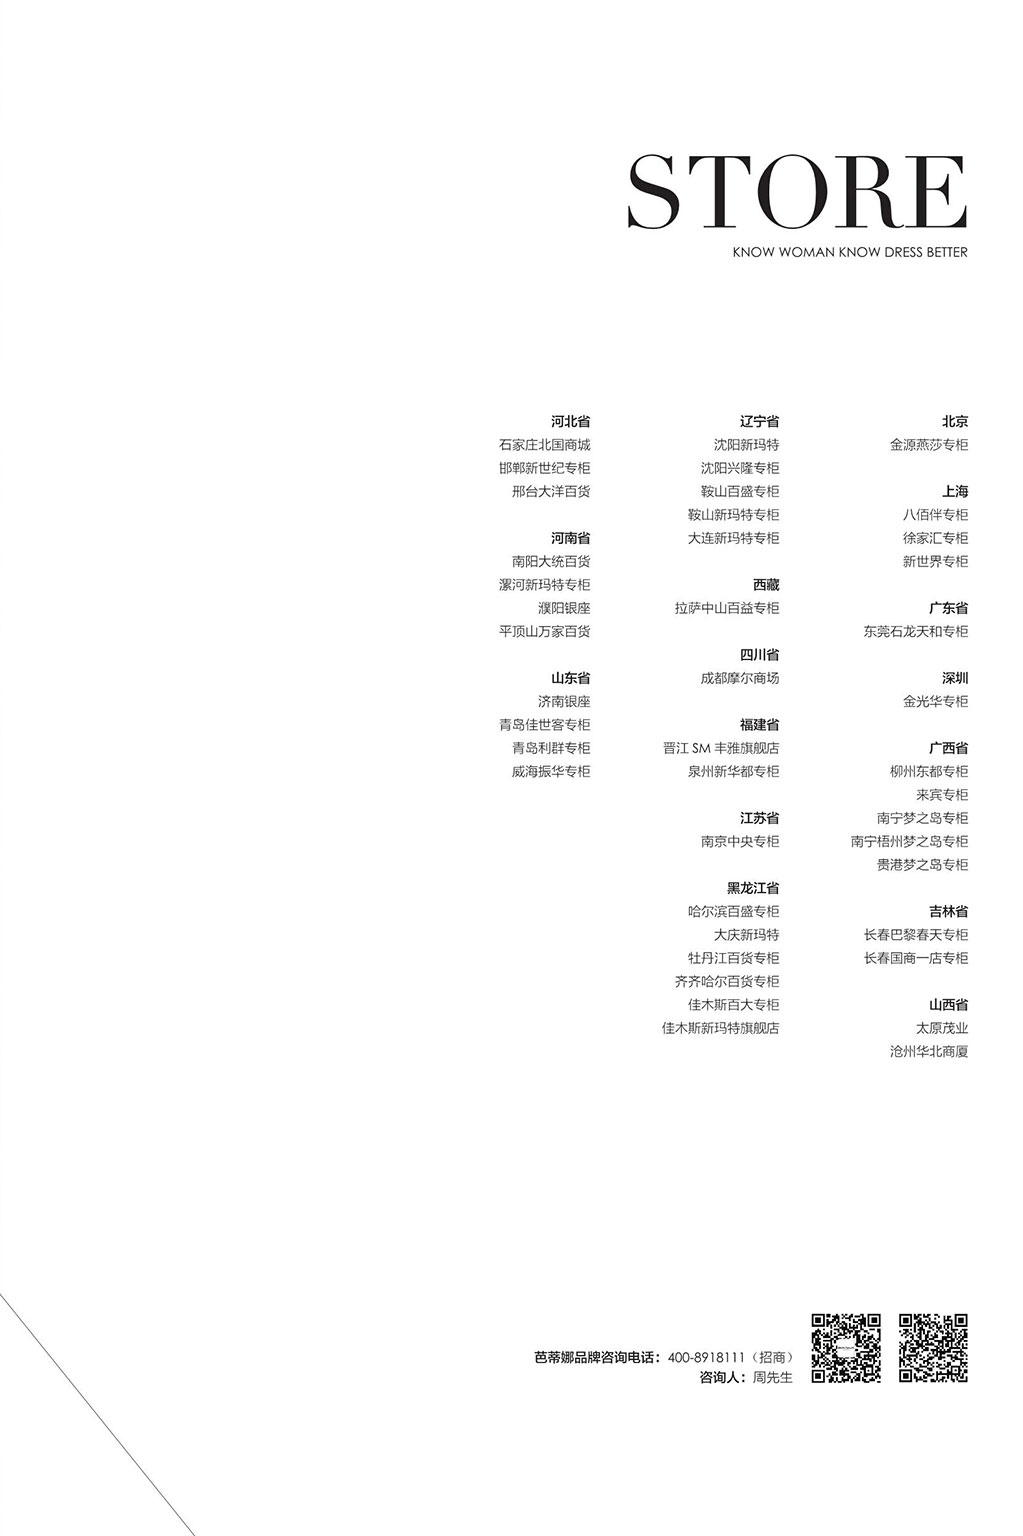 STORE
KNOW WOMAN KNOW DRESS BETTER
河北省
石家庄北国商城
邯郸新世纪专柜
邢台大洋百货
河南省
南阳大统百货
漯河新玛特专柜
濮阳银座
平顶山万家百货
山东省
济南银座
青岛佳世客专柜
青岛利群专柜
威海振华专柜
辽宁省
沈阳新玛特
沈阳兴隆专柜
鞍山百盛专柜
鞍山新玛特专柜
大连新玛特专柜
西藏
拉萨中山百益专柜
四川省
成都摩尔商场
福建省
晋江 SM 丰雅旗舰店
泉州新华都专柜
江苏省
南京中央专柜
黑龙江省
哈尔滨百盛专柜
大庆新玛特
牡丹江百货专柜
齐齐哈尔百货专柜
佳木斯百大专柜
佳木斯新玛特旗舰店
北京
金源燕莎专柜
上海
八佰伴专柜
徐家汇专柜
新世界专柜
广东省
东莞石龙天和专柜
深圳
金光华专柜
广西省
柳州东都专柜
来宾专柜
南宁梦之岛专柜
南宁梧州梦之岛专柜
贵港梦之岛专柜
吉林省
长春巴黎春天专柜
长春国商一店专柜
山西省
太原茂业
沧州华北商厦
芭蒂娜品牌咨询电话：400-8918111（招商）
咨询人：周先生